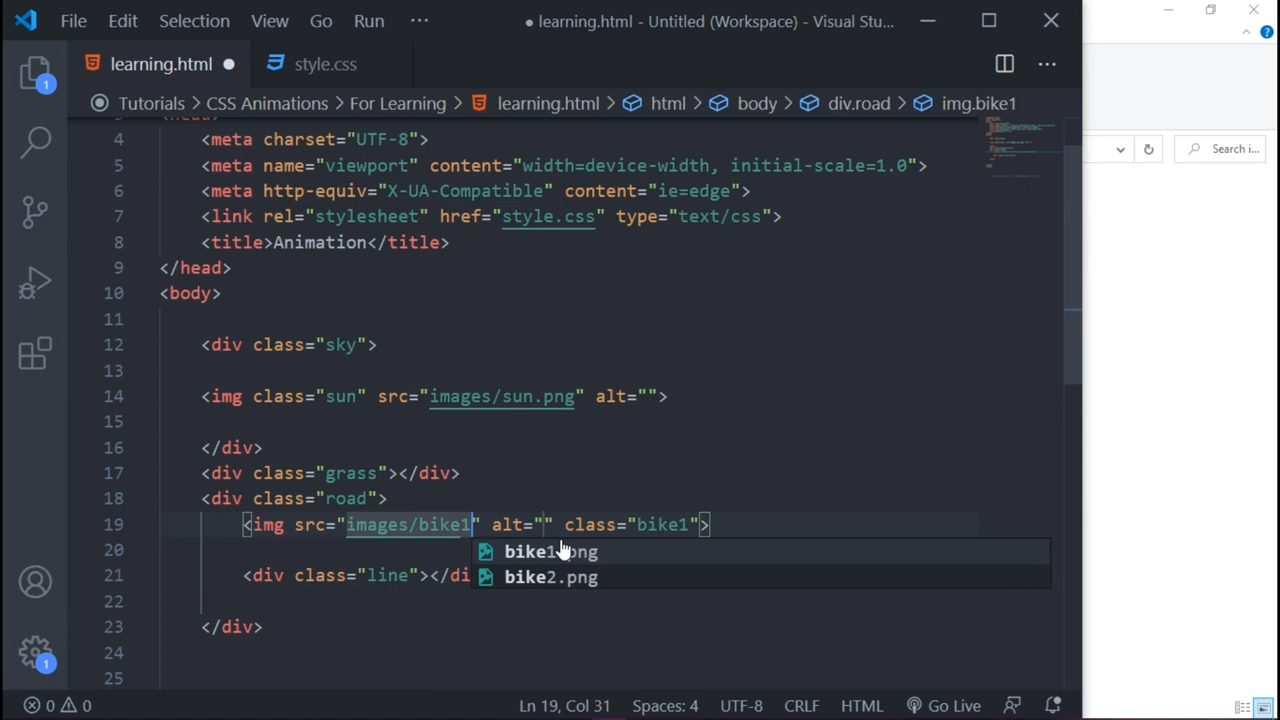 File Edit Selection View Go Run ··· ● learning.html - Untitled (Workspace) - Visual Stu...
learning.html ● style.css
Tutorials > CSS Animations > For Learning > learning.html > html > body > div.road > img.bike1
4 <meta charset="UTF-8">
5 <meta name="viewport" content="width=device-width, initial-scale=1.0">
6 <meta http-equiv="X-UA-Compatible" content="ie=edge">
7 <link rel="stylesheet" href="style.css" type="text/css">
8 <title>Animation</title>
9 </head>
10 <body>
11
12 <div class="sky">
13
14 <img class="sun" src="images/sun.png" alt="">
15
16 </div>
17 <div class="grass"></div>
18 <div class="road">
19 <img src="images/bike1" alt="" class="bike1">
20
bike1.png
21 <div class="line"></di
bike2.png
22
23 </div>
24
25
1
1
Search i...
0 0 Ln 19, Col 31 Spaces: 4 UTF-8 CRLF HTML Go Live